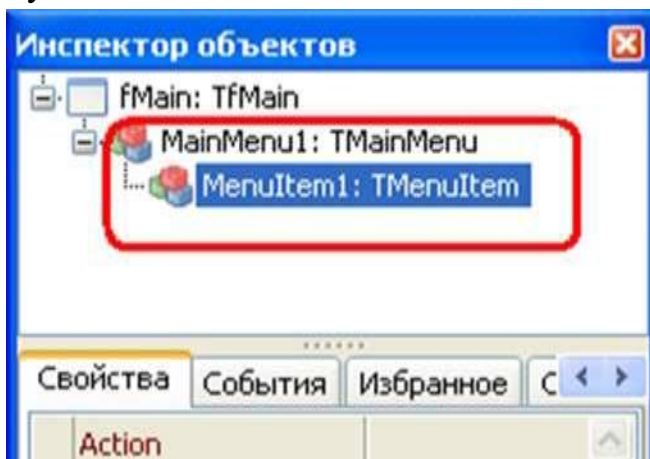 Инспектор объектов
fMain: TfMain
MainMenu1: TMainMenu
MenuItem1: TMenuItem
Свойства События Избранное С
Action